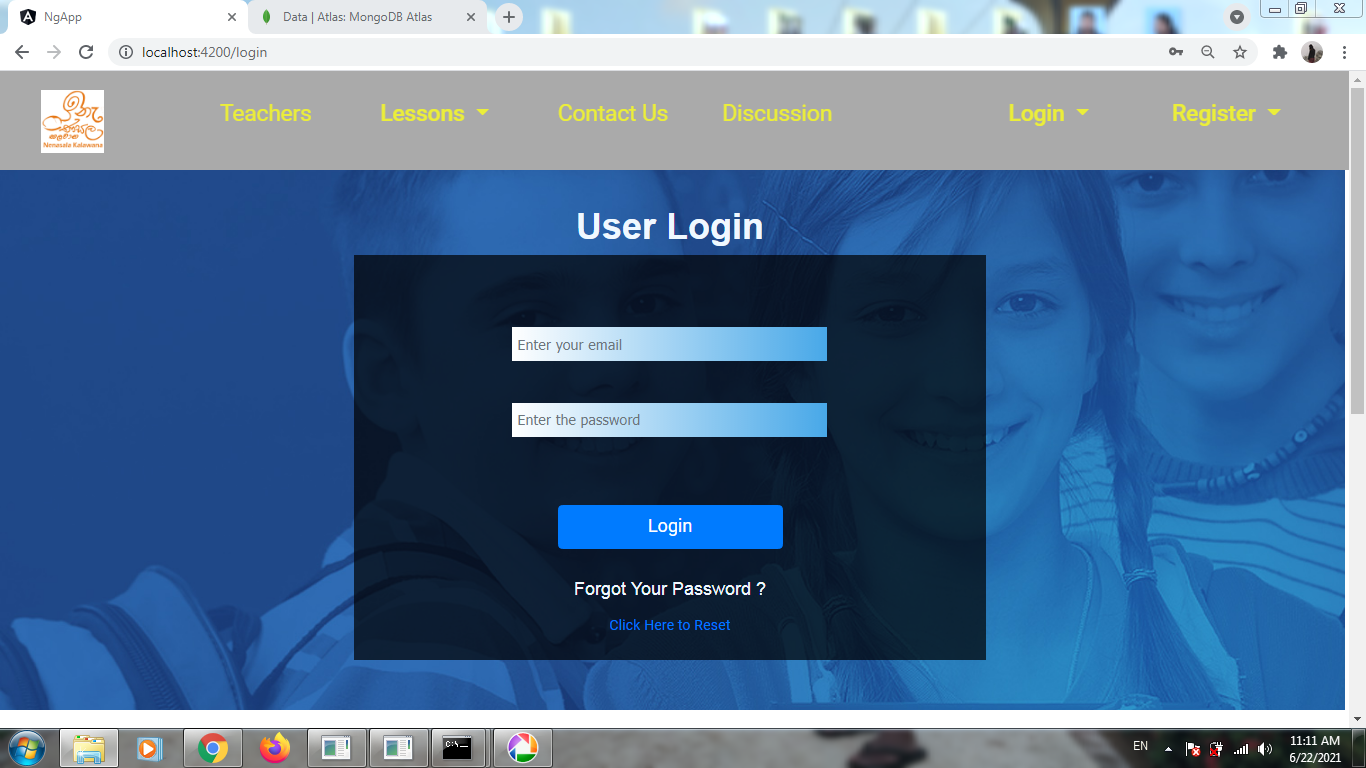 NgApp
Data | Atlas: MongoDB Atlas
localhost:4200/login
Nenasala Kalawana
Teachers
Lessons
Contact Us
Discussion
Login
Register
User Login
Enter your email
Enter the password
Login
Forgot Your Password ?
Click Here to Reset
EN
11:11 AM
6/22/2021